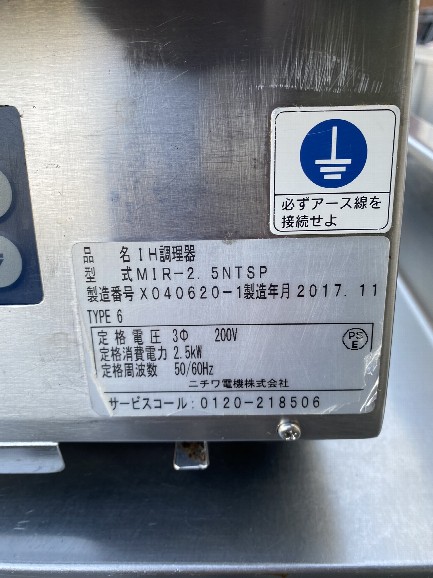 必ずアース線を
接続せよ
品 名 IH調理器
型 式 MIR-2.5NTSP
製造番号 X040620-1 製造年月 2017.11
TYPE 6
定格電圧 3Φ 200V
定格消費電力 2.5kW
定格周波数 50/60Hz
PS
E
ニチワ電機株式会社
サービスコール:0120-218506